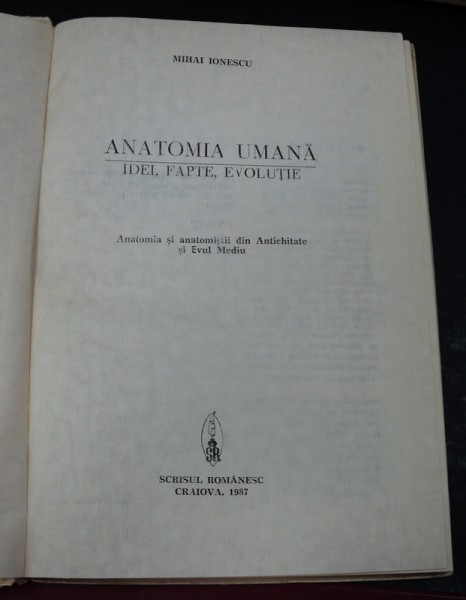 MIHAI IONESCU
ANATOMIA UMANĂ
IDEI, FAPTE, EVOLUȚIE
Anatomia și anatomiștii din Antichitate
și Evul Mediu
SR
SCRISUL ROMÂNESC
CRAIOVA, 1987